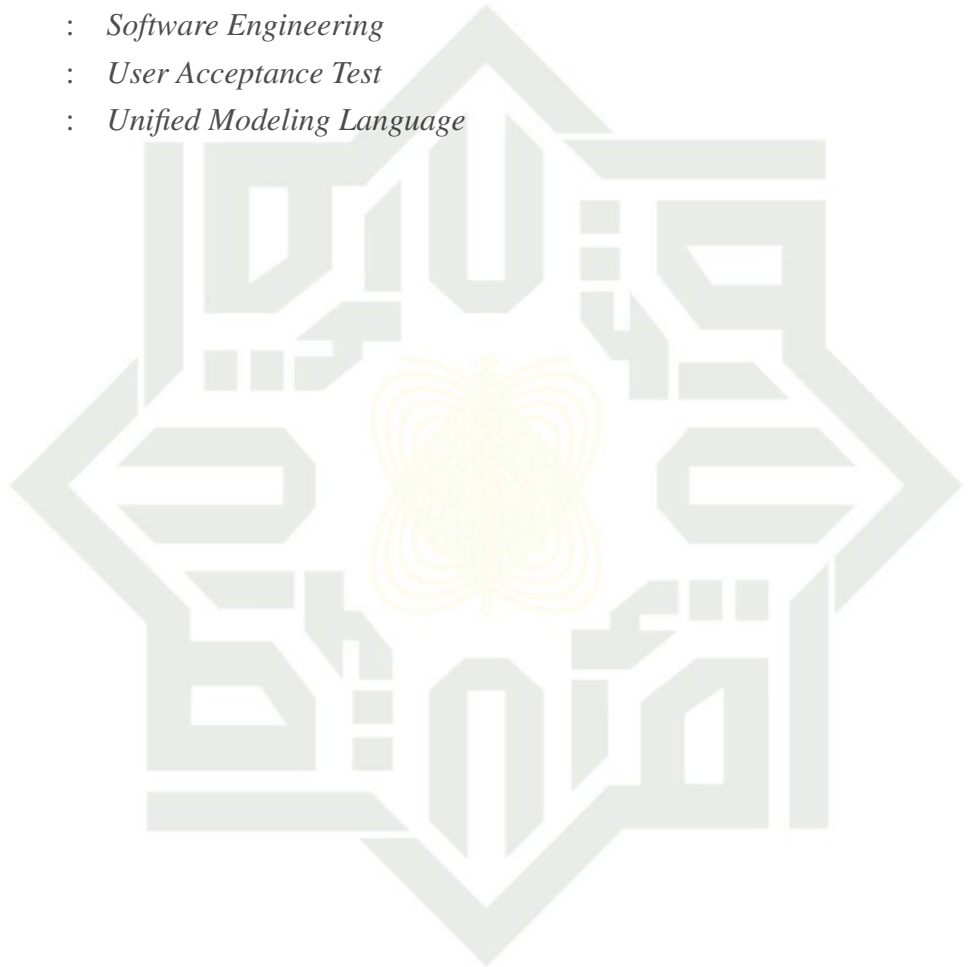 : Software Engineering
: User Acceptance Test
: Unified Modeling Language